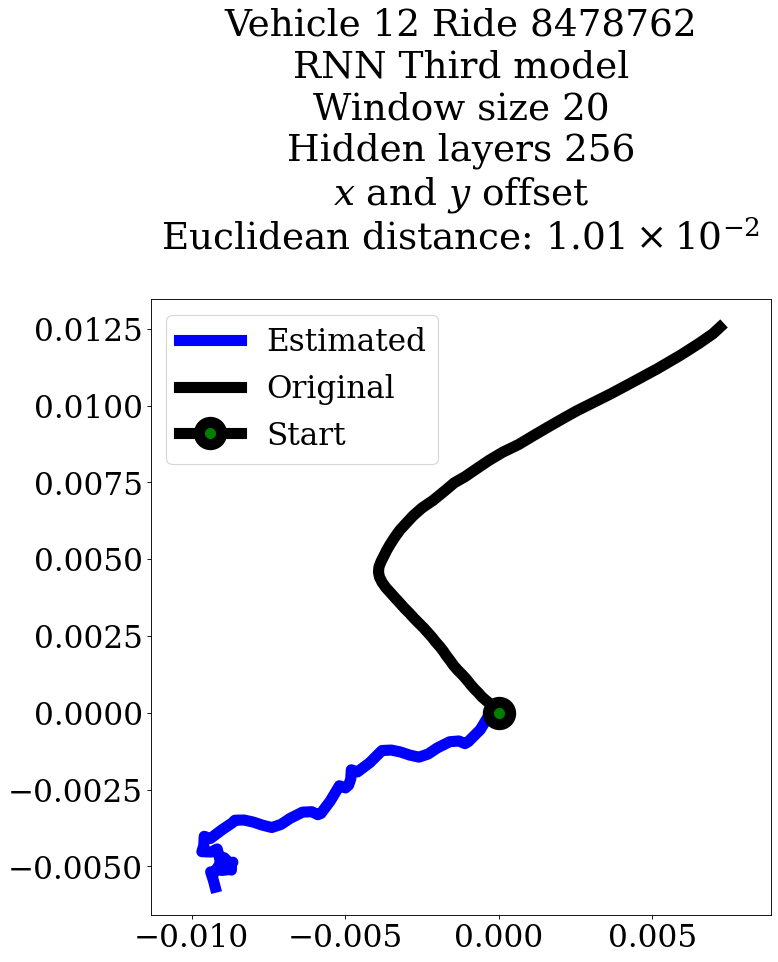 Vehicle 12 Ride 8478762
RNN Third model
Window size 20
Hidden layers 256
x and y offset
Euclidean distance: 1.01 × 10⁻²
Estimated
Original
Start
0.0125
0.0100
0.0075
0.0050
0.0025
0.0000
−0.0025
−0.0050
−0.010 −0.005 0.000 0.005